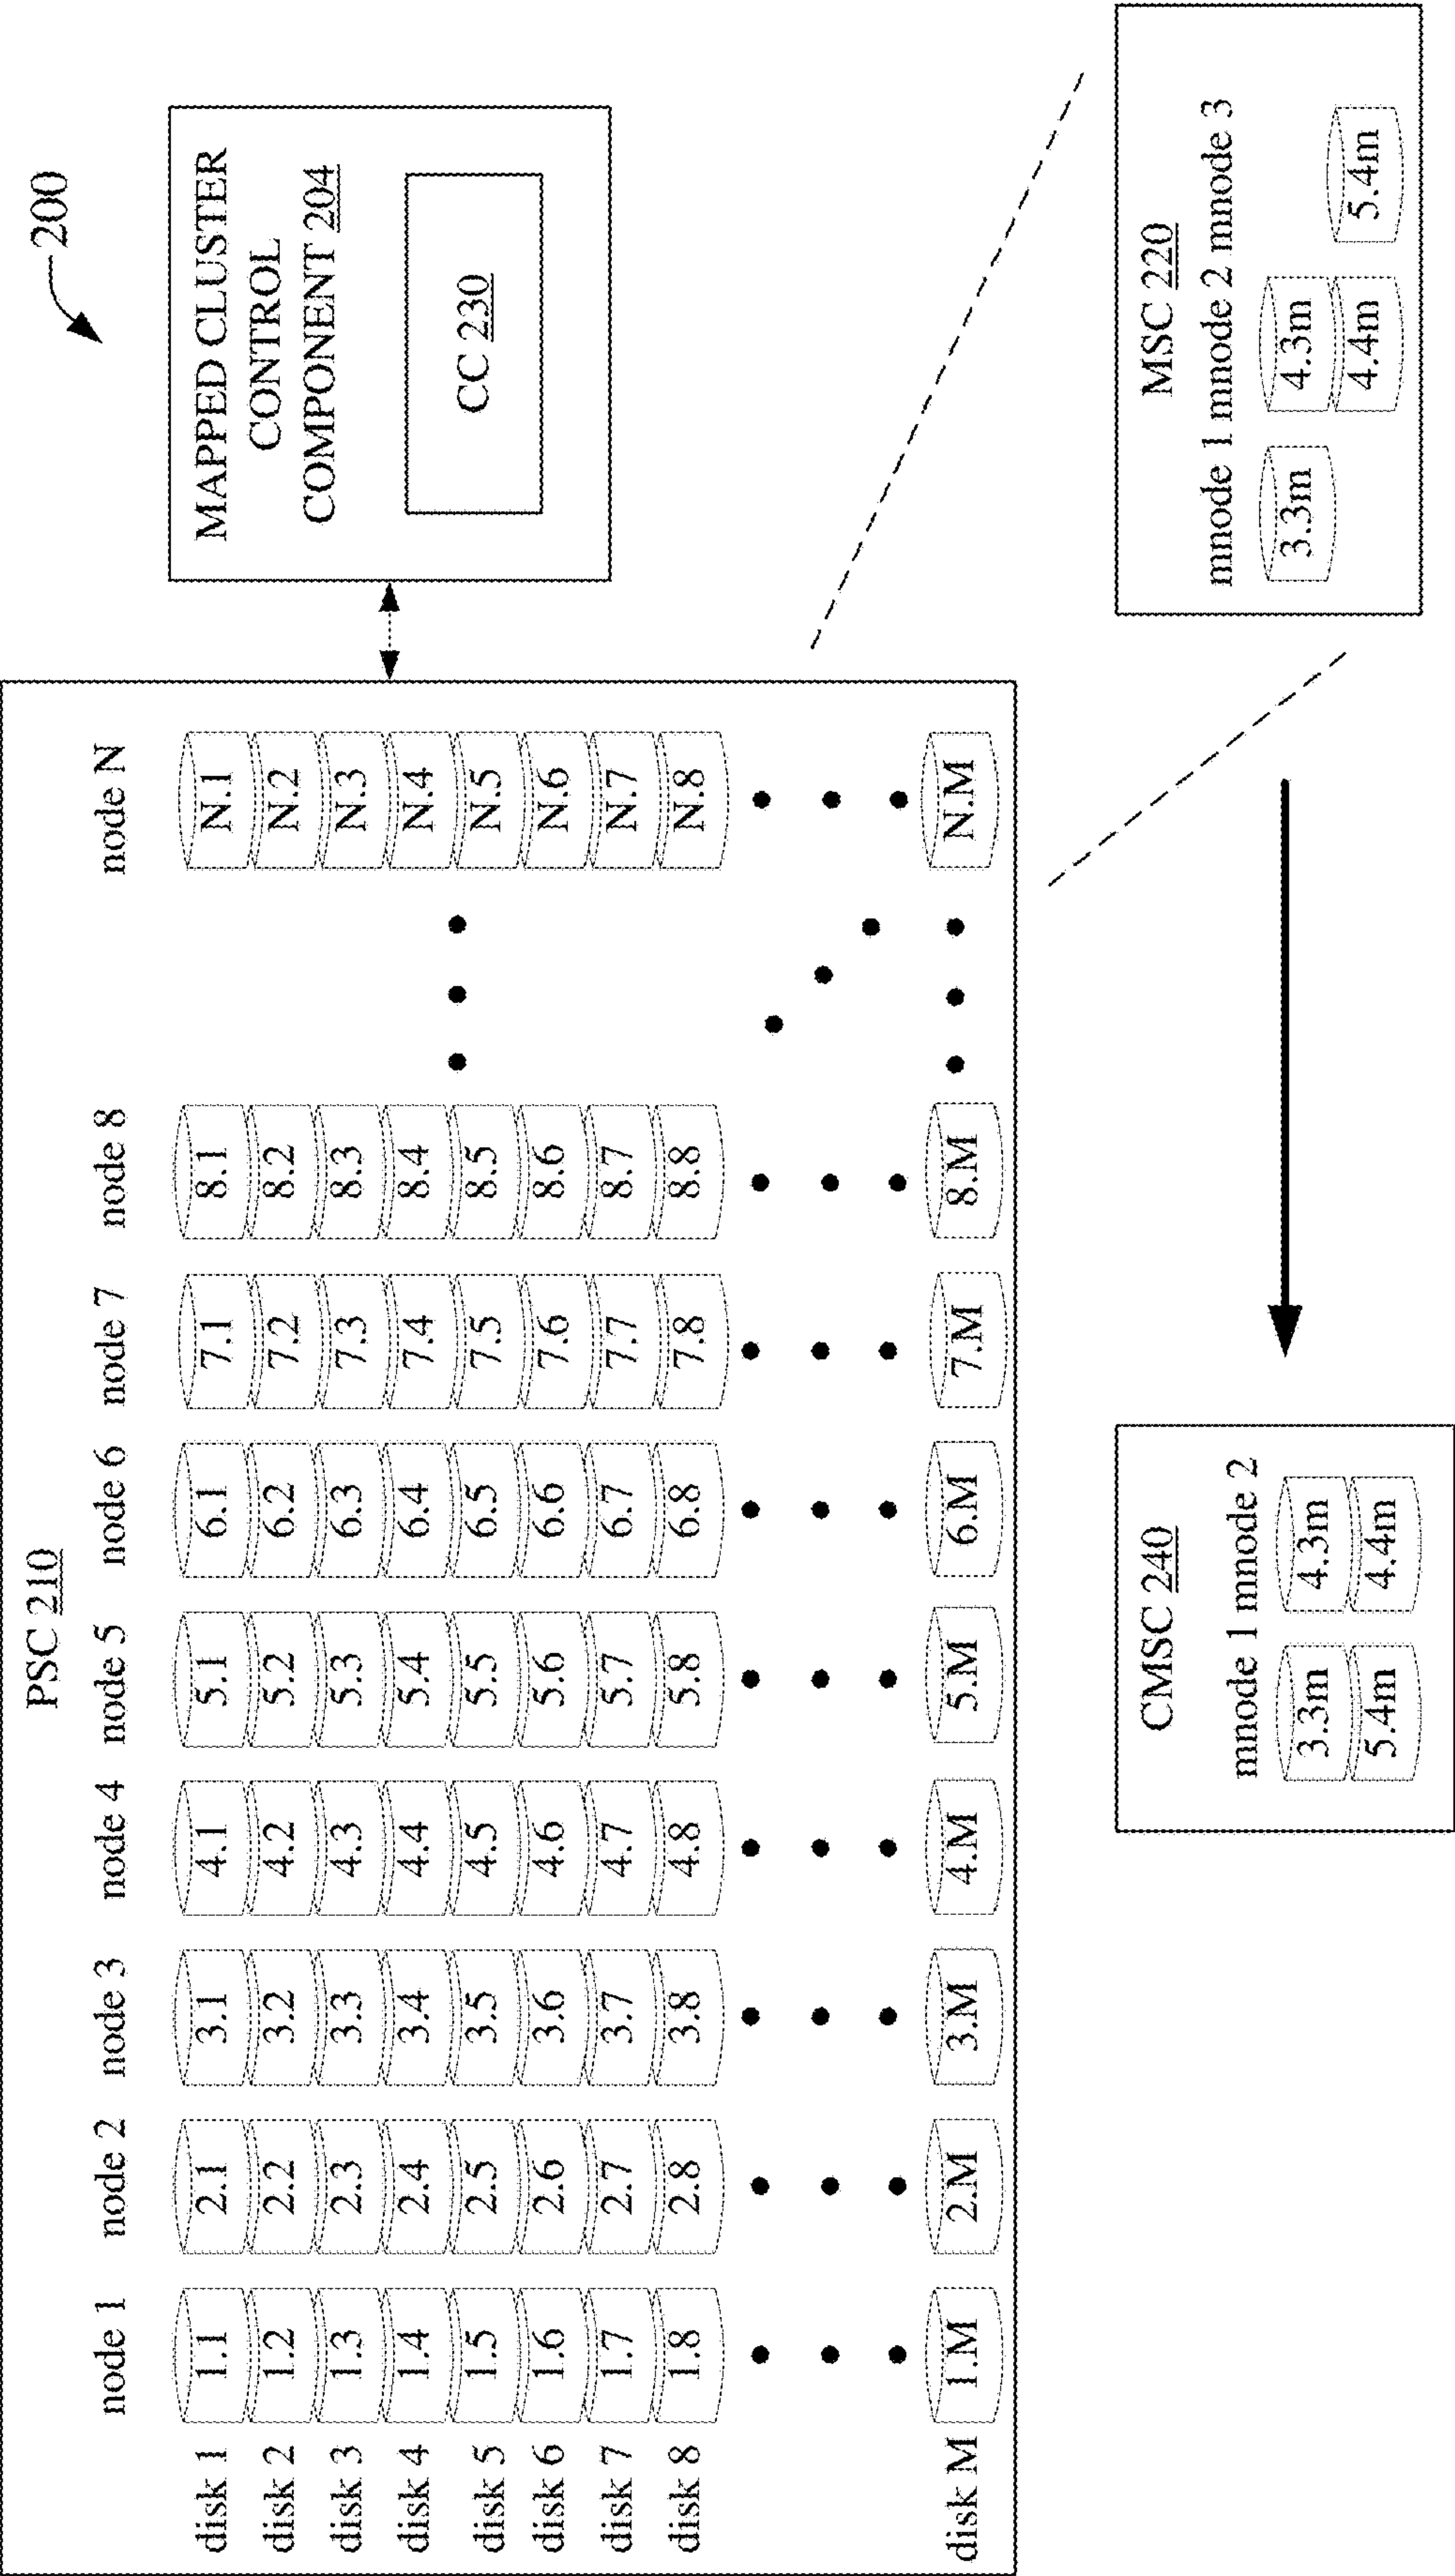 200
PSC 210
node 1 node 2 node 3 node 4 node 5 node 6 node 7 node 8 node N
disk 1 1.1 2.1 3.1 4.1 5.1 6.1 7.1 8.1 N.1
disk 2 1.2 2.2 3.2 4.2 5.2 6.2 7.2 8.2 N.2
disk 3 1.3 2.3 3.3 4.3 5.3 6.3 7.3 8.3 N.3
disk 4 1.4 2.4 3.4 4.4 5.4 6.4 7.4 8.4 N.4
disk 5 1.5 2.5 3.5 4.5 5.5 6.5 7.5 8.5 N.5
disk 6 1.6 2.6 3.6 4.6 5.6 6.6 7.6 8.6 N.6
disk 7 1.7 2.7 3.7 4.7 5.7 6.7 7.7 8.7 N.7
disk 8 1.8 2.8 3.8 4.8 5.8 6.8 7.8 8.8 N.8
disk M 1.M 2.M 3.M 4.M 5.M 6.M 7.M 8.M N.M
MAPPED CLUSTER
CONTROL
COMPONENT 204
CC 230
CMSC 240
mnode 1 mnode 2
3.3m 4.3m
5.4m 4.4m
MSC 220
mnode 1 mnode 2 mnode 3
3.3m 4.3m
4.4m 5.4m